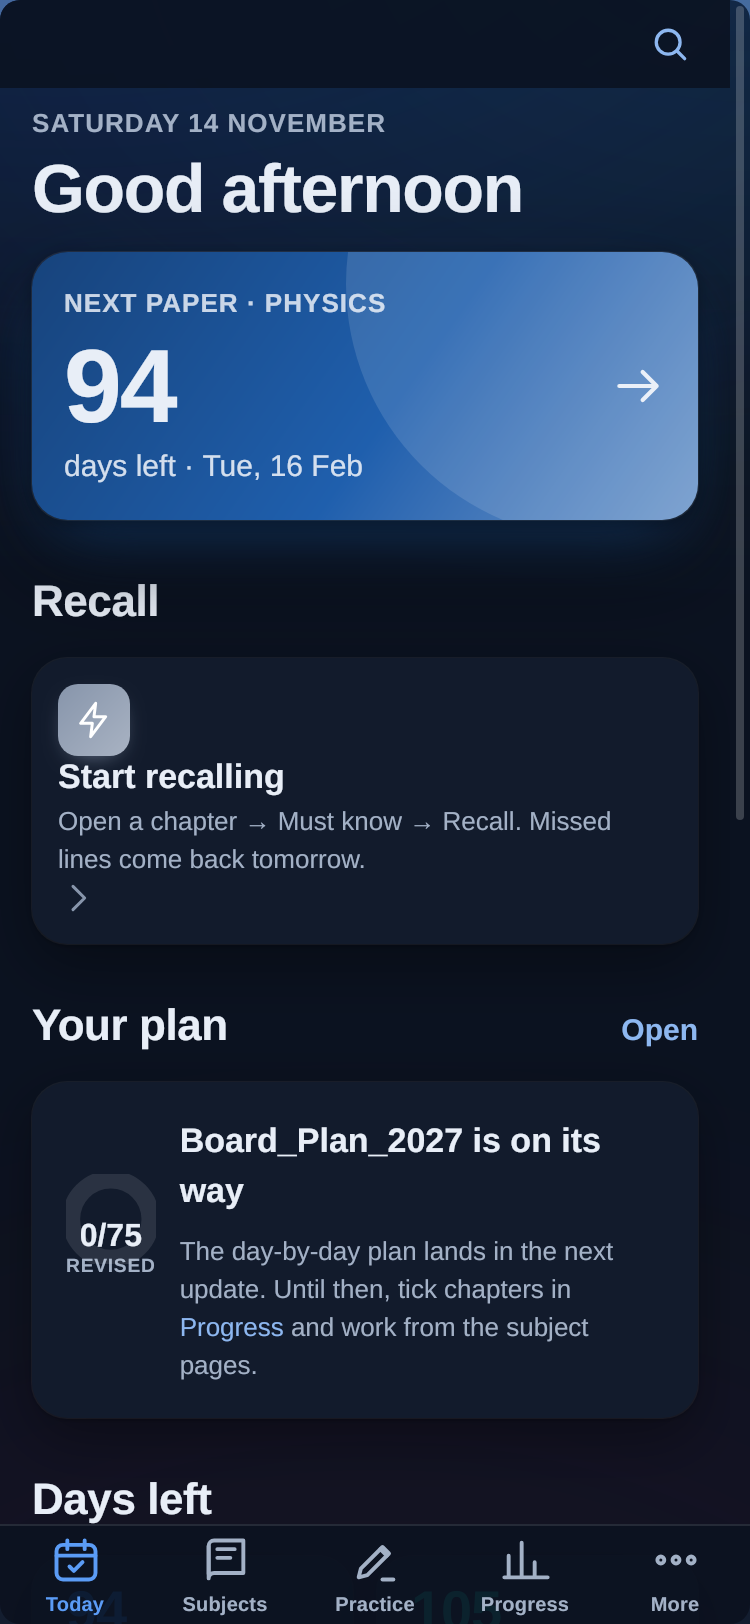 SATURDAY 14 NOVEMBER
Good afternoon
NEXT PAPER · PHYSICS
94
days left · Tue, 16 Feb
Recall
Start recalling
Open a chapter → Must know → Recall. Missed
lines come back tomorrow.
Your plan
Open
Board_Plan_2027 is on its
way
0/75
REVISED
The day-by-day plan lands in the next
update. Until then, tick chapters in
Progress and work from the subject
pages.
Days left
94
105
Today
Subjects
Practice
Progress
More